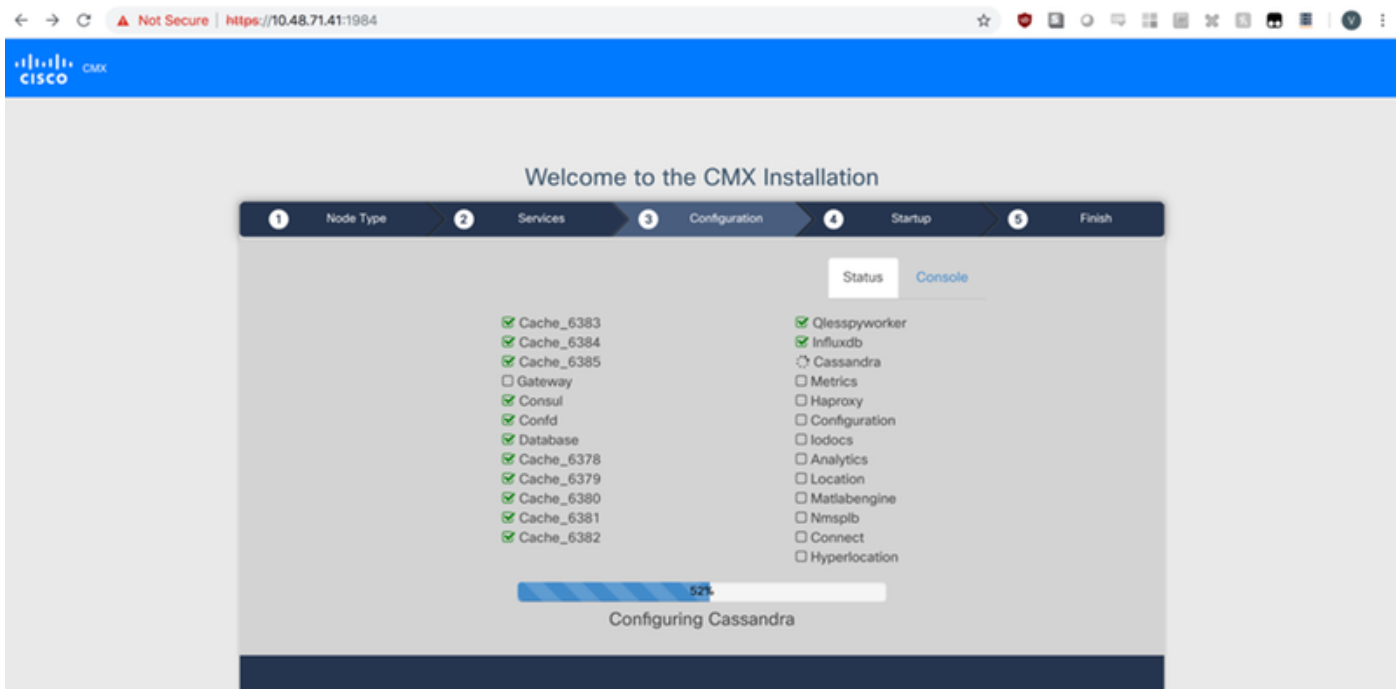 Not Secure | https://10.48.71.41:1984
V
CISCO CMX
Welcome to the CMX Installation
1 Node Type 2 Services 3 Configuration 4 Startup 5 Finish
Status Console
Cache_6383
Cache_6384
Cache_6385
Gateway
Consul
Confd
Database
Cache_6378
Cache_6379
Cache_6380
Cache_6381
Cache_6382
Qlesspyworker
Influxdb
Cassandra
Metrics
Haproxy
Configuration
Iodocs
Analytics
Location
Matlabengine
Nmsplb
Connect
Hyperlocation
52%
Configuring Cassandra